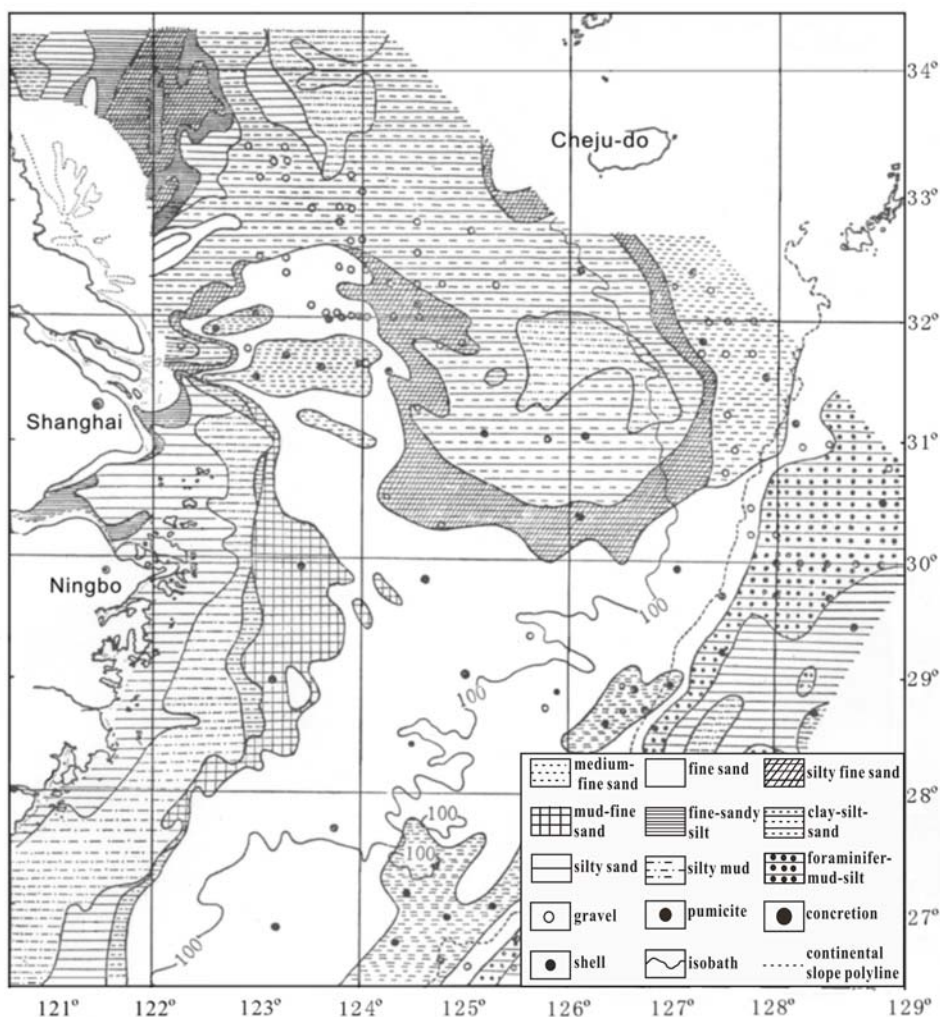 34°
Cheju-do
33°
32°
Shanghai
31°
Ningbo
30°
100
100
29°
medium-
fine sand
fine sand
silty fine sand
mud-fine
sand
fine-sandy
silt
clay-silt-
sand
28°
100
100
silty sand
silty mud
foraminifer-
mud-silt
gravel
pumicite
concretion
27°
100
shell
isobath
continental
slope polyline
121° 122° 123° 124° 125° 126° 127° 128° 129°